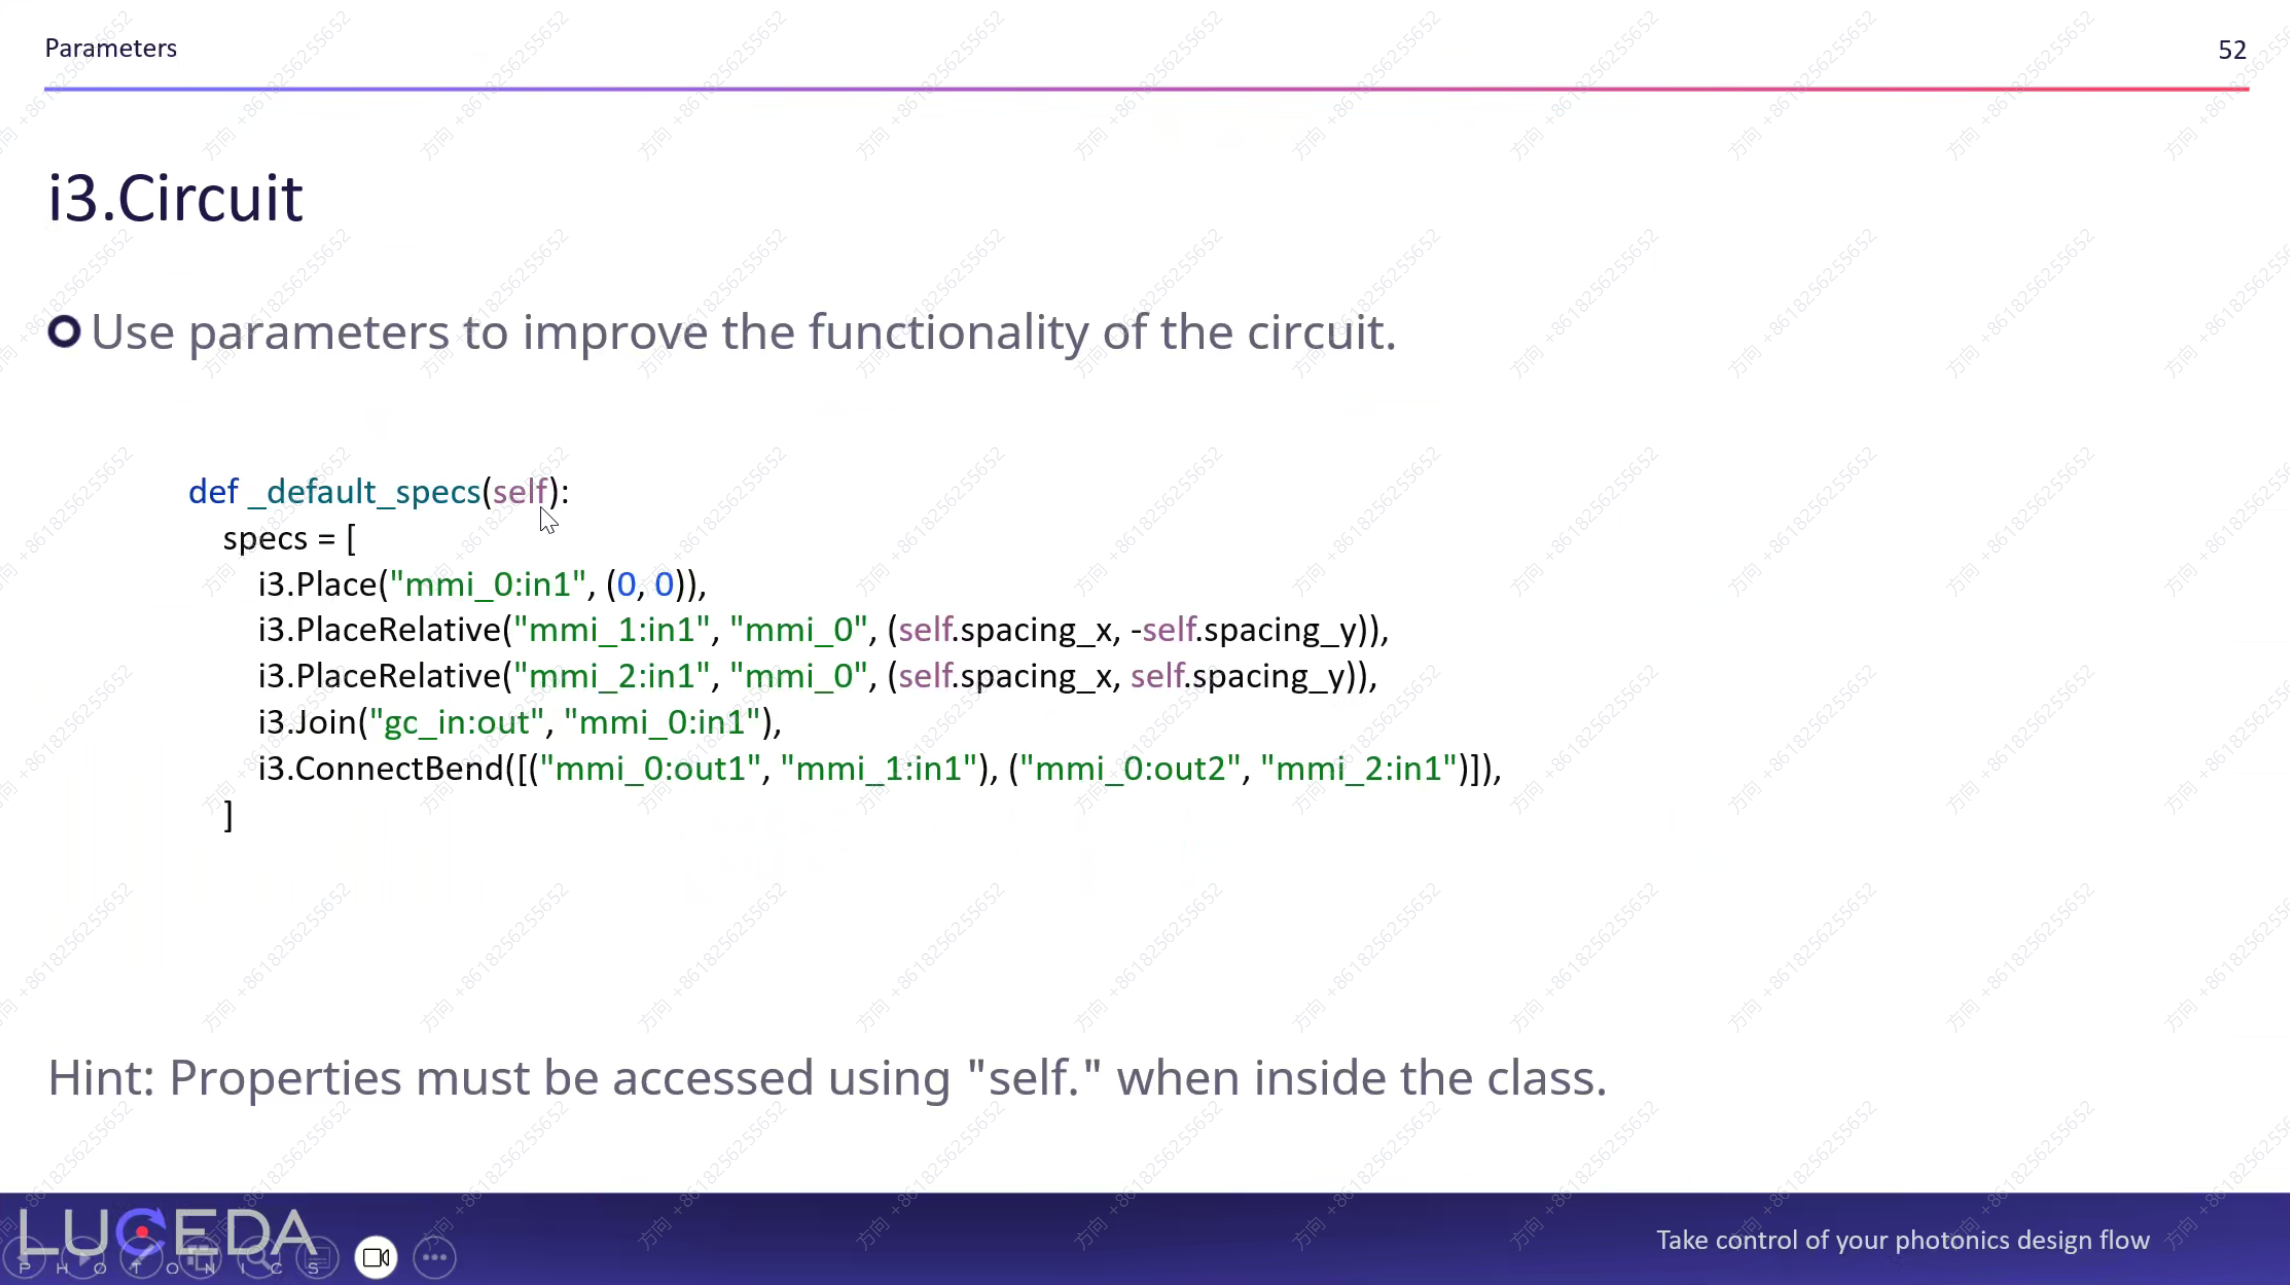 Parameters
52
i3.Circuit
Use parameters to improve the functionality of the circuit.
def _default_specs(self):
specs = [
i3.Place("mmi_0:in1", (0, 0)),
i3.PlaceRelative("mmi_1:in1", "mmi_0", (self.spacing_x, -self.spacing_y)),
i3.PlaceRelative("mmi_2:in1", "mmi_0", (self.spacing_x, self.spacing_y)),
i3.Join("gc_in:out", "mmi_0:in1"),
i3.ConnectBend([("mmi_0:out1", "mmi_1:in1"), ("mmi_0:out2", "mmi_2:in1")]),
]
Hint: Properties must be accessed using "self." when inside the class.
LUCEDA
PHOTONICS
Take control of your photonics design flow
方向 +8618256255652